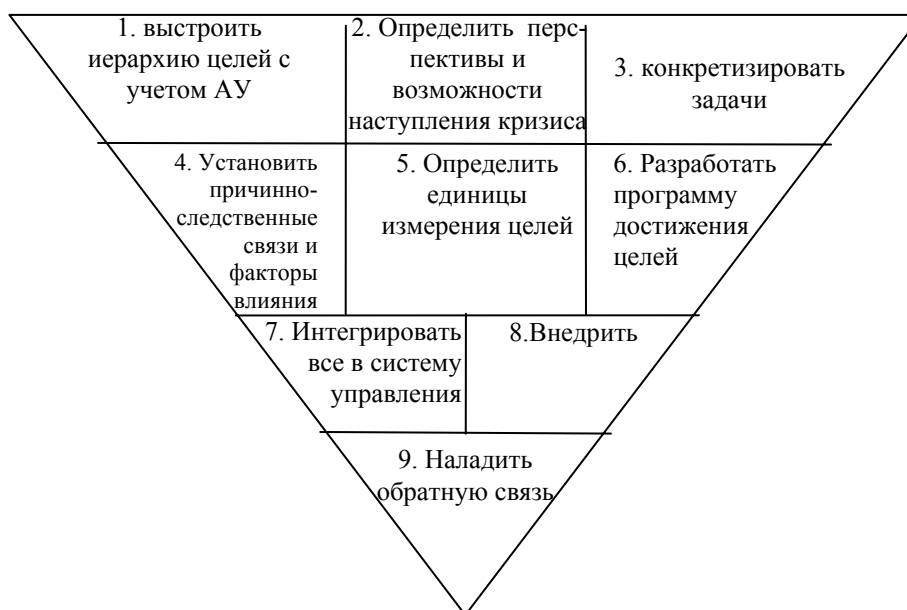 1. выстроить
иерархию целей с
учетом АУ
2. Определить перс-
пективы и
возможности
наступления кризиса
3. конкретизировать
задачи
4. Установить
причинно-
следственные
связи и
факторы
влияния
5. Определить
единицы
измерения целей
6. Разработать
программу
достижения
целей
7. Интегрировать
все в систему
управления
8.Внедрить
9. Наладить
обратную связь